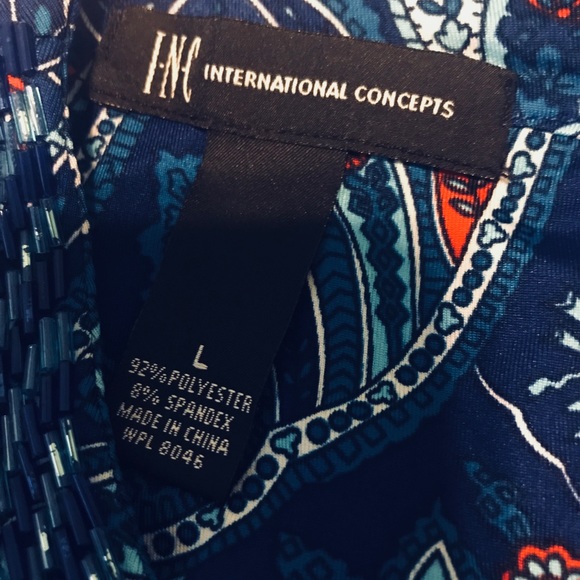 I·N·C INTERNATIONAL CONCEPTS
L
92% POLYESTER
8% SPANDEX
MADE IN CHINA
WPL 8046